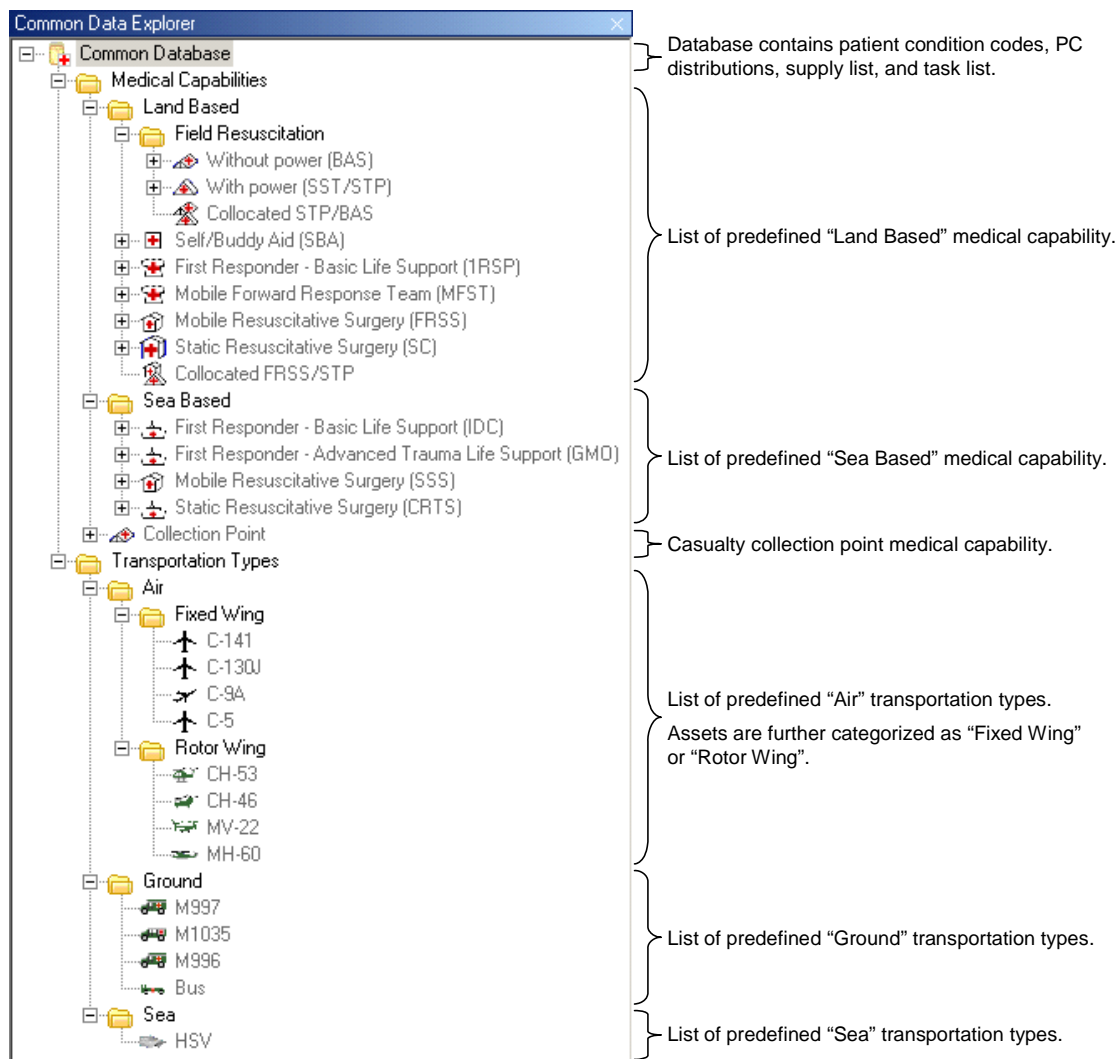 Common Data Explorer
Common Database
Database contains patient condition codes, PC
distributions, supply list, and task list.
Medical Capabilities
Land Based
Field Resuscitation
Without power (BAS)
With power (SST/STP)
Collocated STP/BAS
Self/Buddy Aid (SBA)
List of predefined “Land Based” medical capability.
First Responder - Basic Life Support (1RSP)
Mobile Forward Response Team (MFST)
Mobile Resuscitative Surgery (FRSS)
Static Resuscitative Surgery (SC)
Collocated FRSS/STP
Sea Based
First Responder - Basic Life Support (IDC)
First Responder - Advanced Trauma Life Support (GMO)
List of predefined “Sea Based” medical capability.
Mobile Resuscitative Surgery (SSS)
Static Resuscitative Surgery (CRTS)
Collection Point
Casualty collection point medical capability.
Transportation Types
Air
Fixed Wing
C-141
C-130J
C-9A
C-5
List of predefined “Air” transportation types.
Assets are further categorized as “Fixed Wing”
or “Rotor Wing”.
Rotor Wing
CH-53
CH-46
MV-22
MH-60
Ground
M997
M1035
M996
Bus
List of predefined “Ground” transportation types.
Sea
HSV
List of predefined “Sea” transportation types.